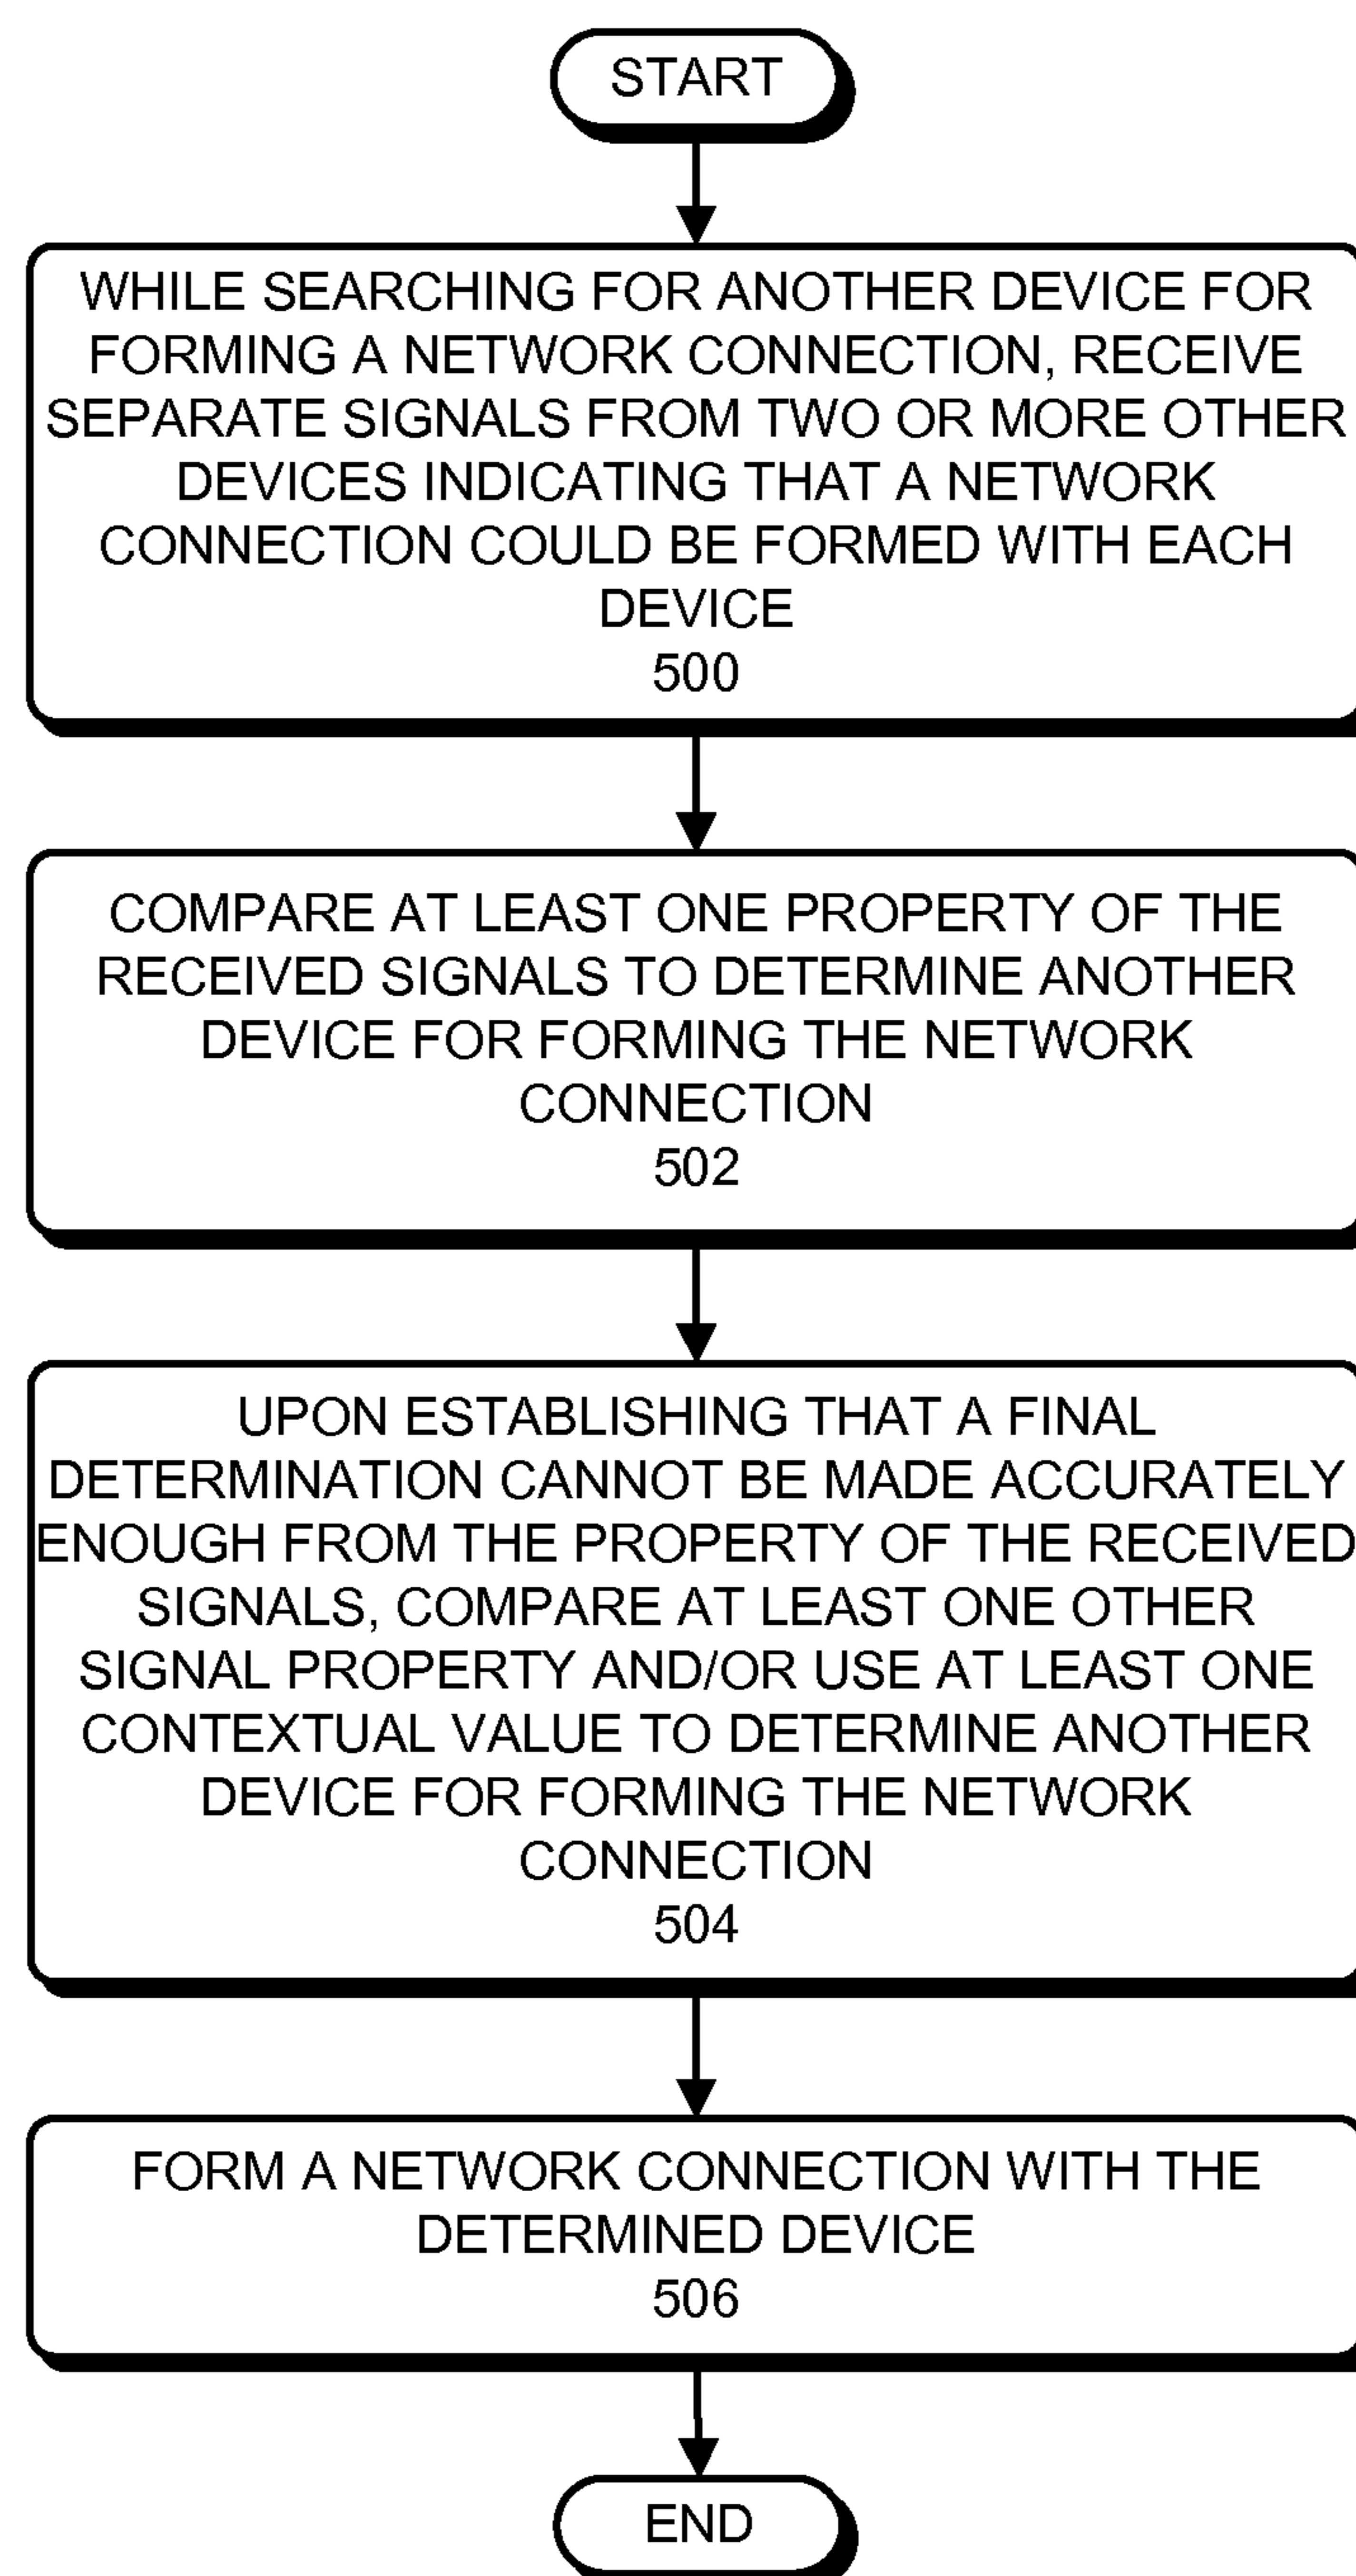 START
WHILE SEARCHING FOR ANOTHER DEVICE FOR
FORMING A NETWORK CONNECTION, RECEIVE
SEPARATE SIGNALS FROM TWO OR MORE OTHER
DEVICES INDICATING THAT A NETWORK
CONNECTION COULD BE FORMED WITH EACH
DEVICE
500
COMPARE AT LEAST ONE PROPERTY OF THE
RECEIVED SIGNALS TO DETERMINE ANOTHER
DEVICE FOR FORMING THE NETWORK
CONNECTION
502
UPON ESTABLISHING THAT A FINAL
DETERMINATION CANNOT BE MADE ACCURATELY
ENOUGH FROM THE PROPERTY OF THE RECEIVED
SIGNALS, COMPARE AT LEAST ONE OTHER
SIGNAL PROPERTY AND/OR USE AT LEAST ONE
CONTEXTUAL VALUE TO DETERMINE ANOTHER
DEVICE FOR FORMING THE NETWORK
CONNECTION
504
FORM A NETWORK CONNECTION WITH THE
DETERMINED DEVICE
506
END